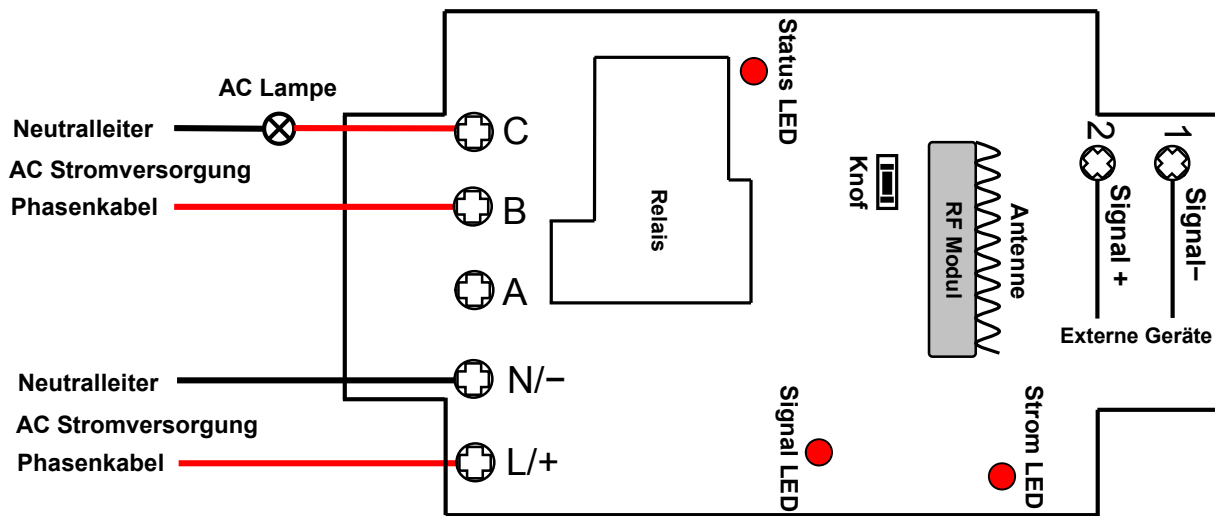 AC Lampe
Neutralleiter
AC Stromversorgung
Phasenkabel
C
B
A
N/−
L/+
Neutralleiter
AC Stromversorgung
Phasenkabel
Relais
Status LED
Knof
RF Modul
Antenne
2
1
Signal +
Signal−
Externe Geräte
Signal LED
Strom LED